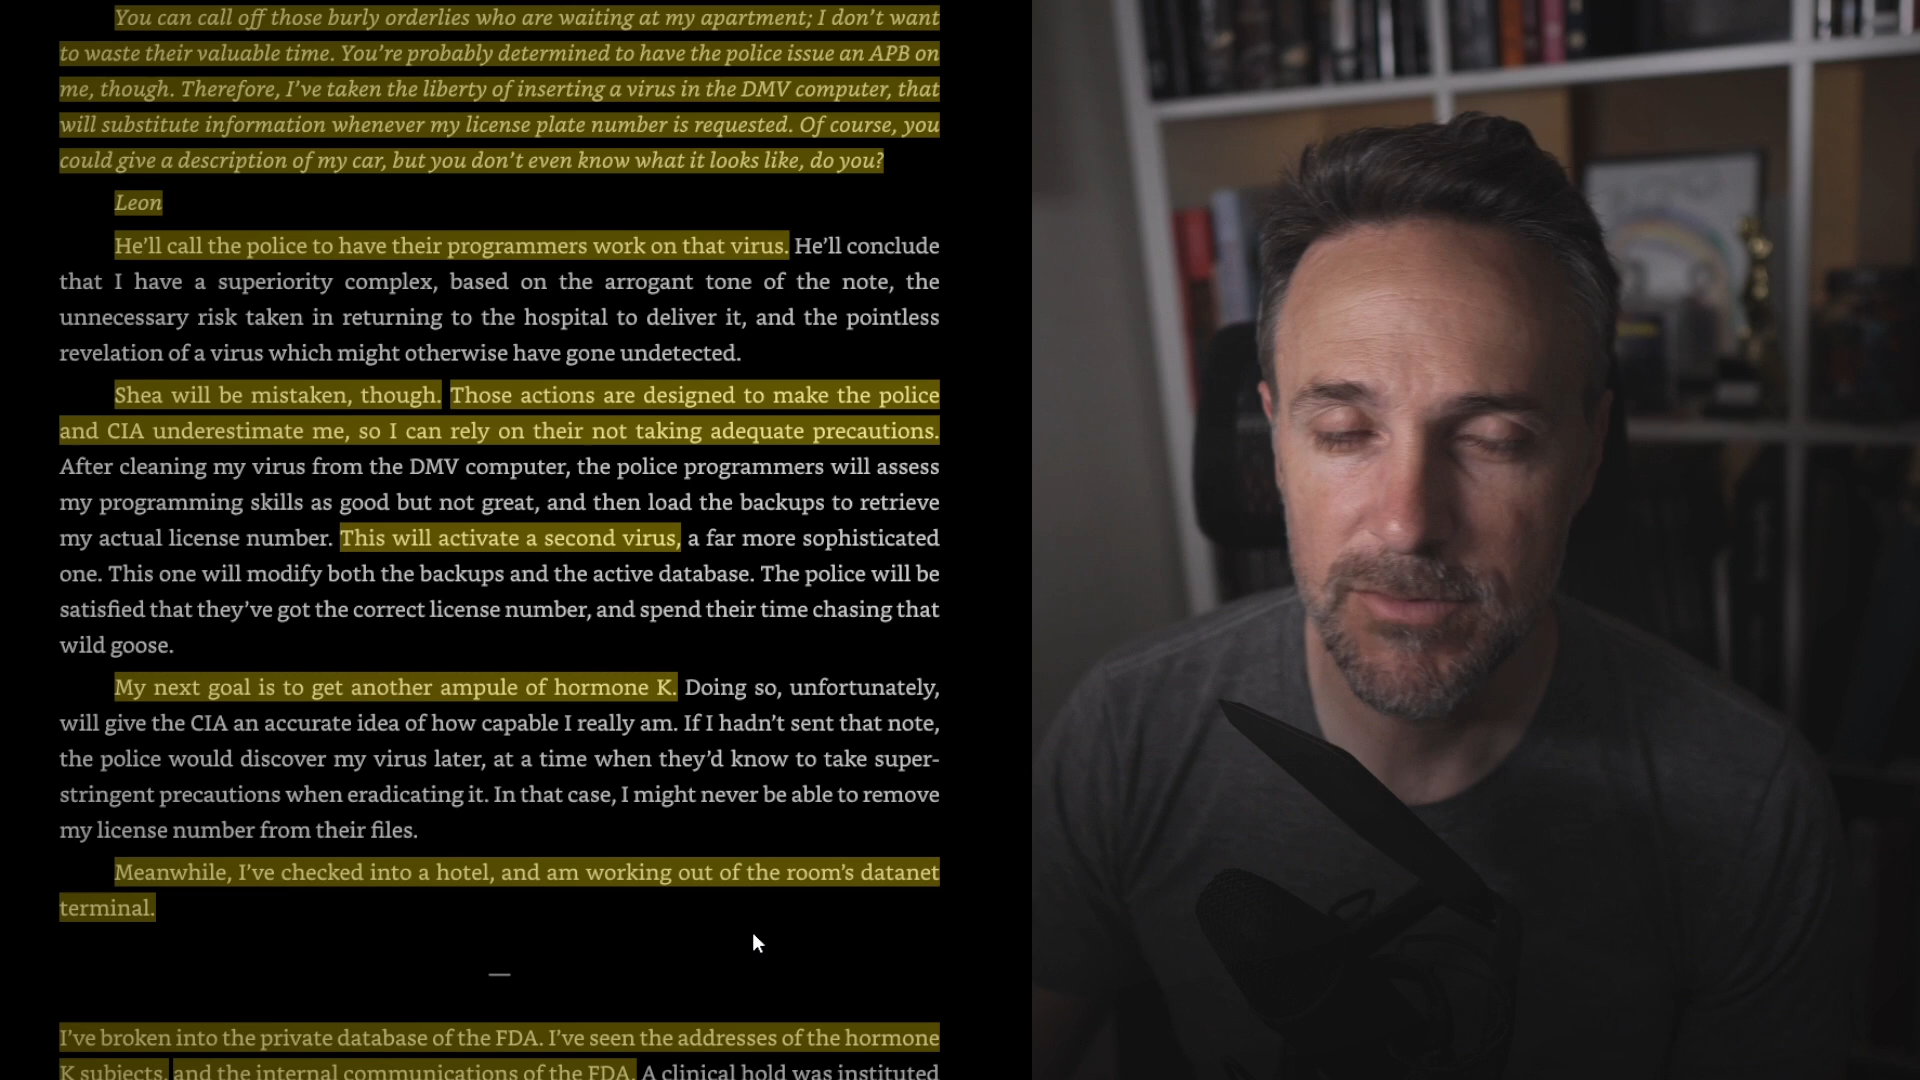 You can call off those burly orderlies who are waiting at my apartment; I don’t want
to waste their valuable time. You’re probably determined to have the police issue an APB on
me, though. Therefore, I’ve taken the liberty of inserting a virus in the DMV computer, that
will substitute information whenever my license plate number is requested. Of course, you
could give a description of my car, but you don’t even know what it looks like, do you?
Leon
He’ll call the police to have their programmers work on that virus. He’ll conclude
that I have a superiority complex, based on the arrogant tone of the note, the
unnecessary risk taken in returning to the hospital to deliver it, and the pointless
revelation of a virus which might otherwise have gone undetected.
Shea will be mistaken, though. Those actions are designed to make the police
and CIA underestimate me, so I can rely on their not taking adequate precautions.
After cleaning my virus from the DMV computer, the police programmers will assess
my programming skills as good but not great, and then load the backups to retrieve
my actual license number. This will activate a second virus, a far more sophisticated
one. This one will modify both the backups and the active database. The police will be
satisfied that they’ve got the correct license number, and spend their time chasing that
wild goose.
My next goal is to get another ampule of hormone K. Doing so, unfortunately,
will give the CIA an accurate idea of how capable I really am. If I hadn’t sent that note,
the police would discover my virus later, at a time when they’d know to take super-
stringent precautions when eradicating it. In that case, I might never be able to remove
my license number from their files.
Meanwhile, I’ve checked into a hotel, and am working out of the room’s datanet
terminal.
—
I’ve broken into the private database of the FDA. I’ve seen the addresses of the hormone
K subjects, and the internal communications of the FDA. A clinical hold was instituted